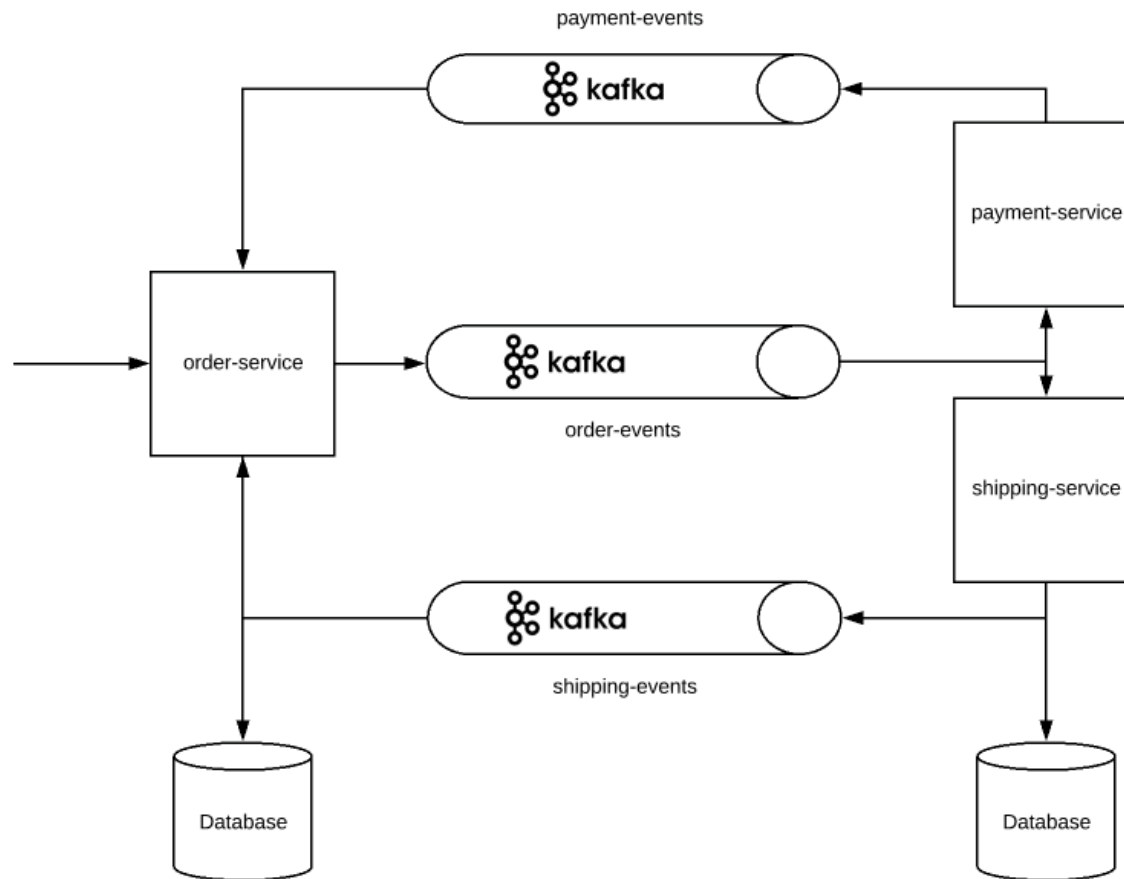 payment-events
kafka
payment-service
order-service
kafka
order-events
shipping-service
kafka
shipping-events
Database
Database